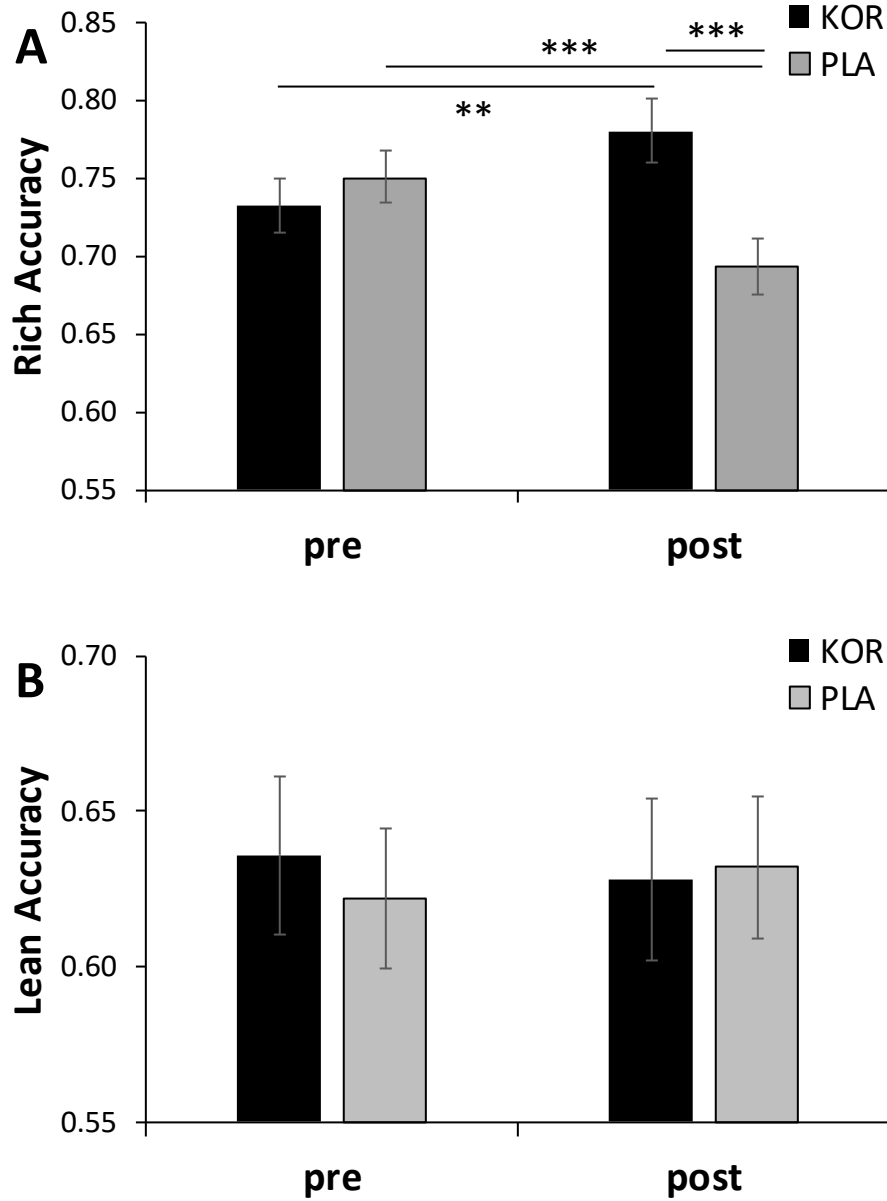 A
KOR
PLA
***
***
**
Rich Accuracy
0.85
0.80
0.75
0.70
0.65
0.60
0.55
pre post
B
KOR
PLA
Lean Accuracy
0.70
0.65
0.60
0.55
pre post